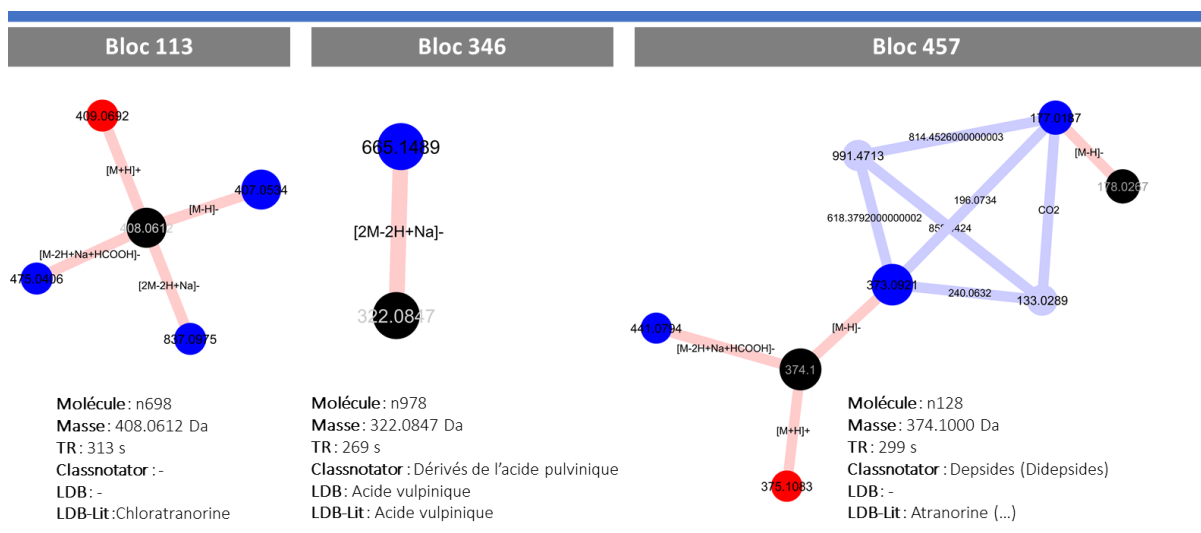 Bloc 113
Bloc 346
Bloc 457
409.0692
[M+H]+
407.0534
[M-H]-
408.0612
[M-2H+Na+HCOOH]-
475.0406
[2M-2H+Na]-
837.0975
Molécule : n698
Masse : 408.0612 Da
TR : 313 s
Classnotator : -
LDB : -
LDB-Lit :Chloratranorine
665.1489
[2M-2H+Na]-
322.0847
Molécule : n978
Masse : 322.0847 Da
TR : 269 s
Classnotator : Dérivés de l'acide pulvinique
LDB : Acide vulpinique
LDB-Lit : Acide vulpinique
177.0187
814.4526000000003
991.4713
[M-H]-
178.0267
196.0734
CO2
618.3792000000002
373.0921
240.0632
133.0289
441.0794
[M-H]-
[M-2H+Na+HCOOH]-
374.1
[M+H]+
375.1083
Molécule : n128
Masse : 374.1000 Da
TR : 299 s
Classnotator : Depsides (Didepsides)
LDB : -
LDB-Lit : Atranorine (...)